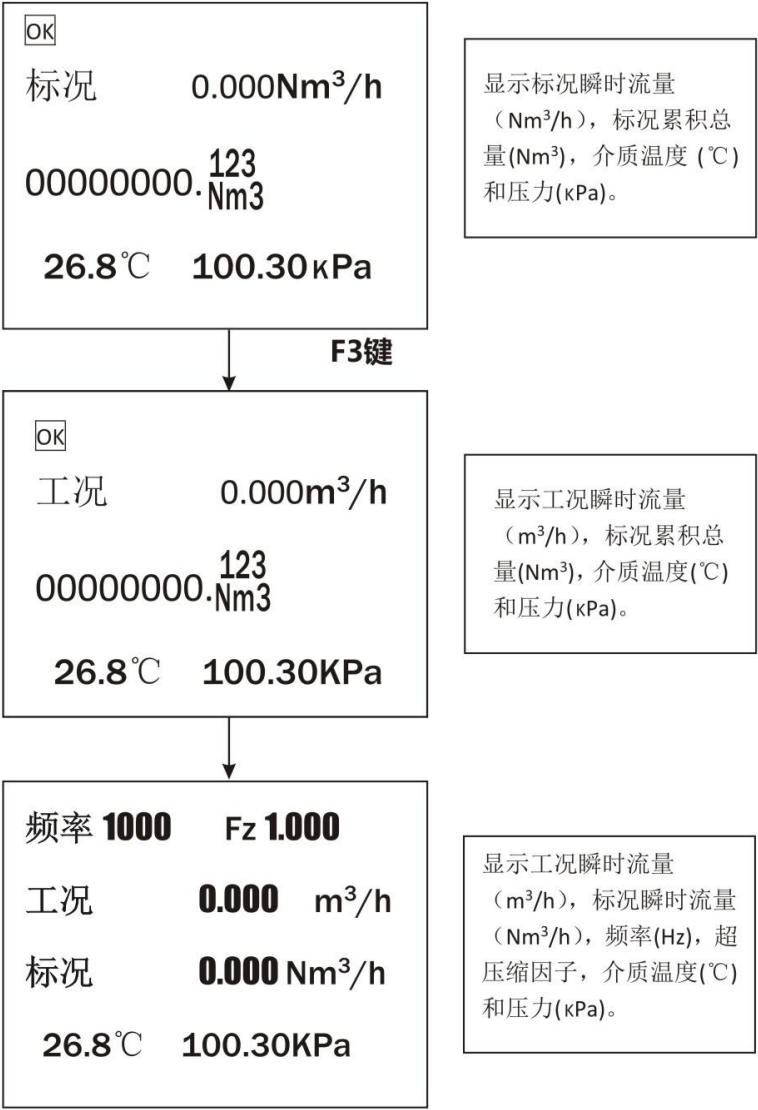 OK
标况 0.000Nm³/h
00000000.
123
Nm3
26.8℃ 100.30кPa
显示标况瞬时流量
（Nm³/h），标况累积总
量(Nm³)，介质温度 (℃)
和压力(кPa)。
F3键
OK
工况 0.000m³/h
00000000.
123
Nm3
26.8℃ 100.30KPa
显示工况瞬时流量
（m³/h），标况累积总
量(Nm³)，介质温度(℃)
和压力(кPa)。
频率 1000 Fz 1.000
工况 0.000 m³/h
标况 0.000 Nm³/h
26.8℃ 100.30KPa
显示工况瞬时流量
（m³/h），标况瞬时流量
（Nm³/h），频率(Hz)，超
压缩因子，介质温度(℃)
和压力(кPa)。